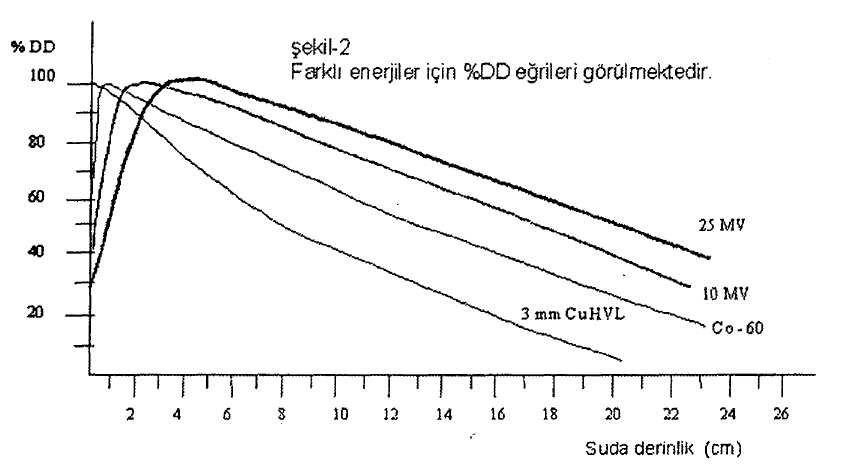 % DD
şekil-2
Farklı enerjiler için %DD eğrileri görülmektedir.
100
80
60
40
20
25 MV
10 MV
3 mm CuHVL
Co-60
2 4 6 8 10 12 14 16 18 20 22 24 26
Suda derinlik (cm)